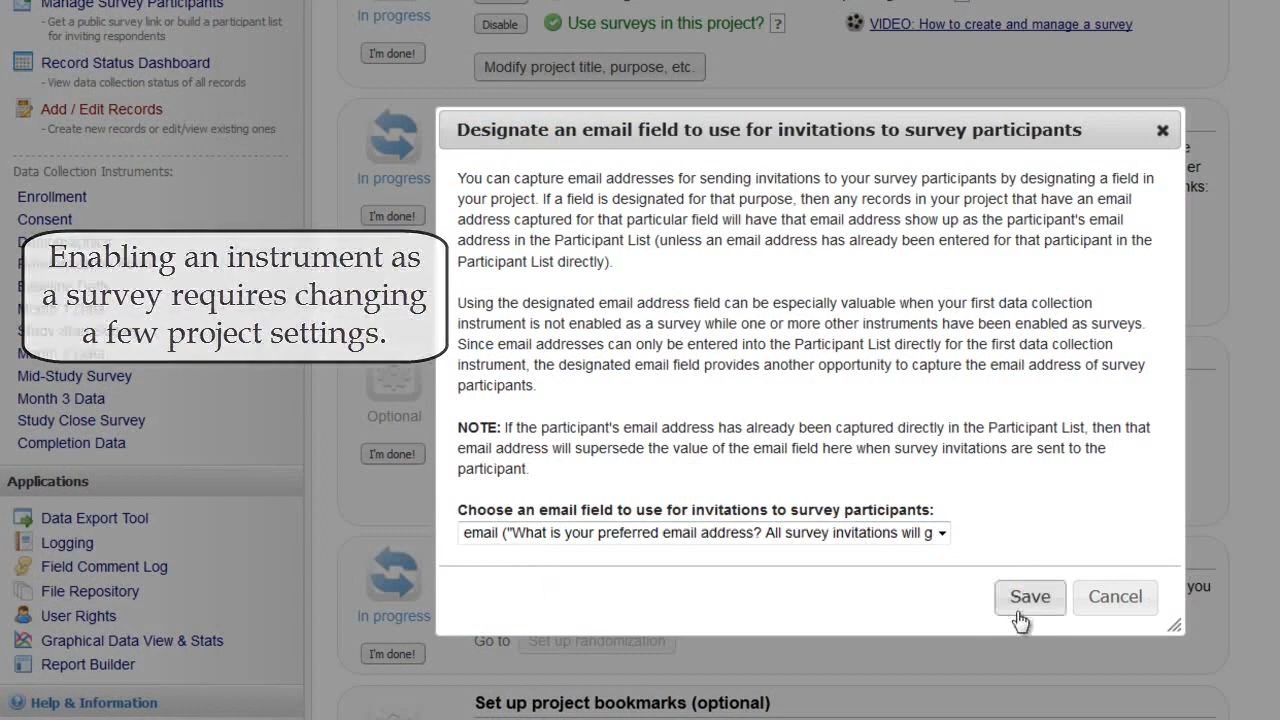 Manage Survey Participants
- Get a public survey link or build a participant list
for inviting respondents
Record Status Dashboard
- View data collection status of all records
Add / Edit Records
- Create new records or edit/view existing ones
Data Collection Instruments:
Enrollment
Consent
Enabling an instrument as
a survey requires changing
a few project settings.
Mid-Study Survey
Month 3 Data
Study Close Survey
Completion Data
Applications
Data Export Tool
Logging
Field Comment Log
File Repository
User Rights
Graphical Data View & Stats
Report Builder
Help & Information
In progress
I'm done!
Disable
Use surveys in this project? ?
VIDEO: How to create and manage a survey
Modify project title, purpose, etc.
In progress
I'm done!
Optional
I'm done!
In progress
I'm done!
Designate an email field to use for invitations to survey participants
You can capture email addresses for sending invitations to your survey participants by designating a field in
your project. If a field is designated for that purpose, then any records in your project that have an email
address captured for that particular field will have that email address show up as the participant's email
address in the Participant List (unless an email address has already been entered for that participant in the
Participant List directly).
Using the designated email address field can be especially valuable when your first data collection
instrument is not enabled as a survey while one or more other instruments have been enabled as surveys.
Since email addresses can only be entered into the Participant List directly for the first data collection
instrument, the designated email field provides another opportunity to capture the email address of survey
participants.
NOTE: If the participant's email address has already been captured directly in the Participant List, then that
email address will supersede the value of the email field here when survey invitations are sent to the
participant.
Choose an email field to use for invitations to survey participants:
email ("What is your preferred email address? All survey invitations will g
Save
Cancel
you
Go to
Set up randomization
Set up project bookmarks (optional)